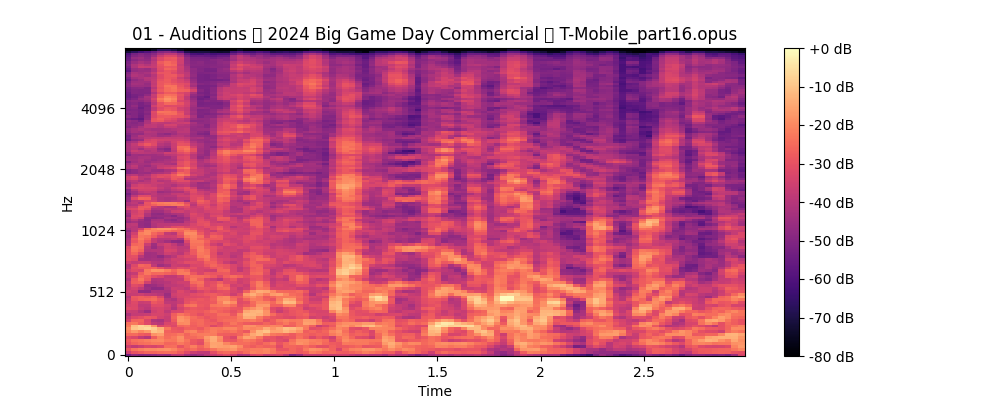 01 - Auditions ▯ 2024 Big Game Day Commercial ▯ T-Mobile_part16.opus
Hz
4096
2048
1024
512
0
0 0.5 1 1.5 2 2.5
Time
+0 dB
-10 dB
-20 dB
-30 dB
-40 dB
-50 dB
-60 dB
-70 dB
-80 dB